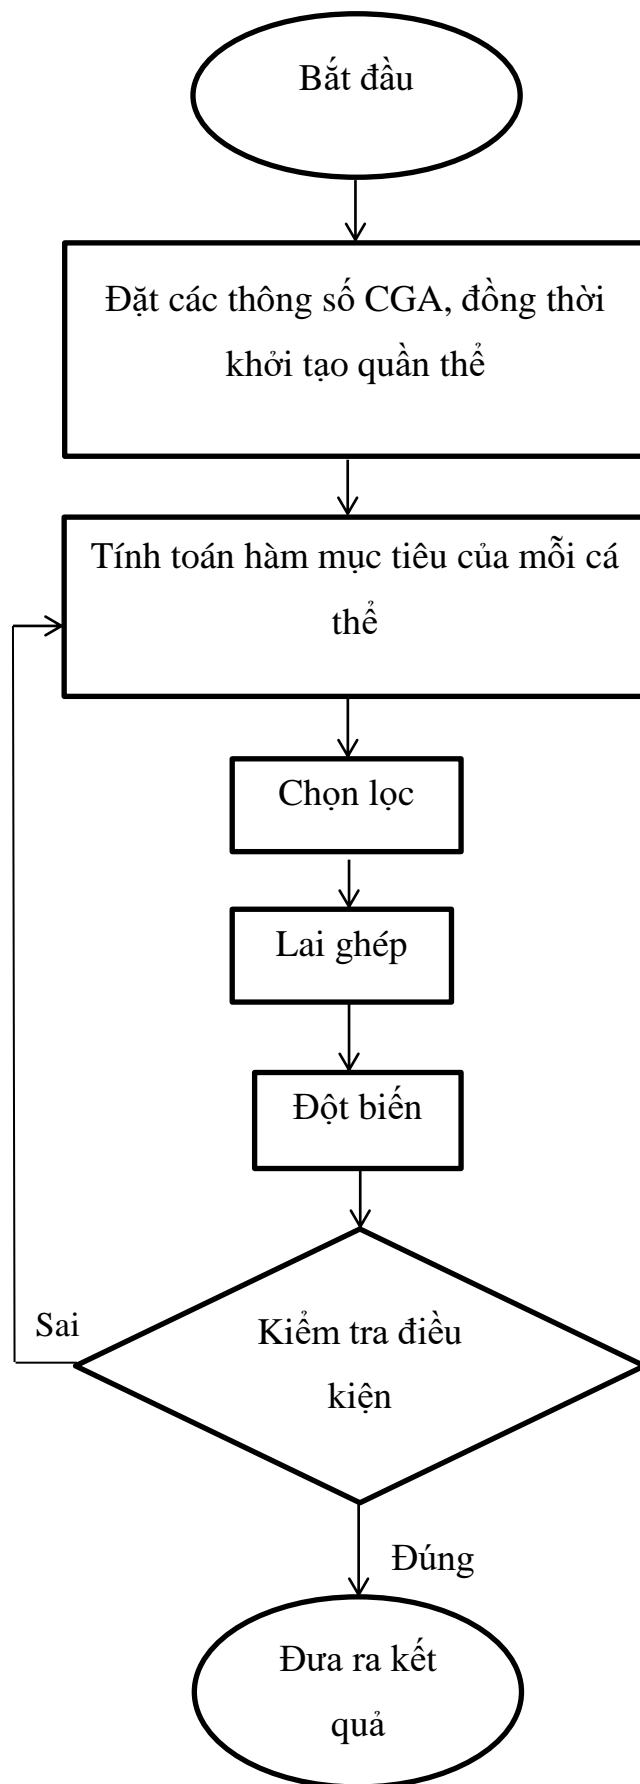 Bắt đầu
Đặt các thông số CGA, đồng thời
khởi tạo quần thể
Tính toán hàm mục tiêu của mỗi cá
thể
Chọn lọc
Lai ghép
Đột biến
Sai
Kiểm tra điều
kiện
Đúng
Đưa ra kết
quả